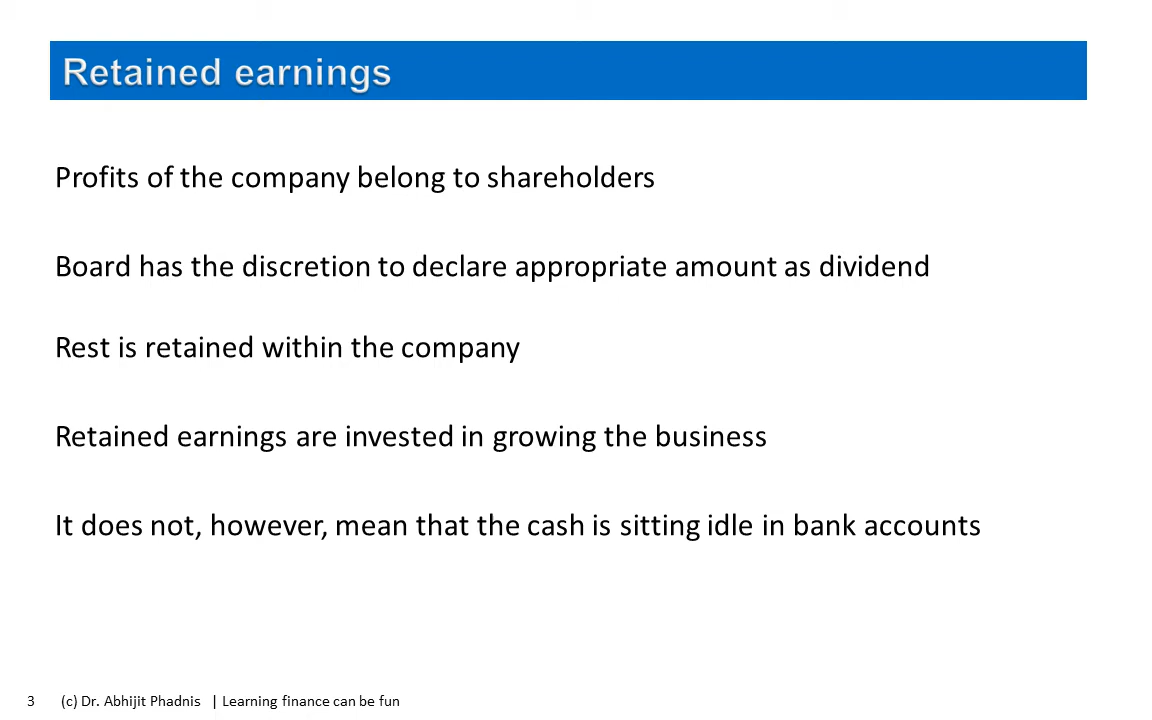 Retained earnings
Profits of the company belong to shareholders
Board has the discretion to declare appropriate amount as dividend
Rest is retained within the company
Retained earnings are invested in growing the business
It does not, however, mean that the cash is sitting idle in bank accounts
3 (c) Dr. Abhijit Phadnis | Learning finance can be fun